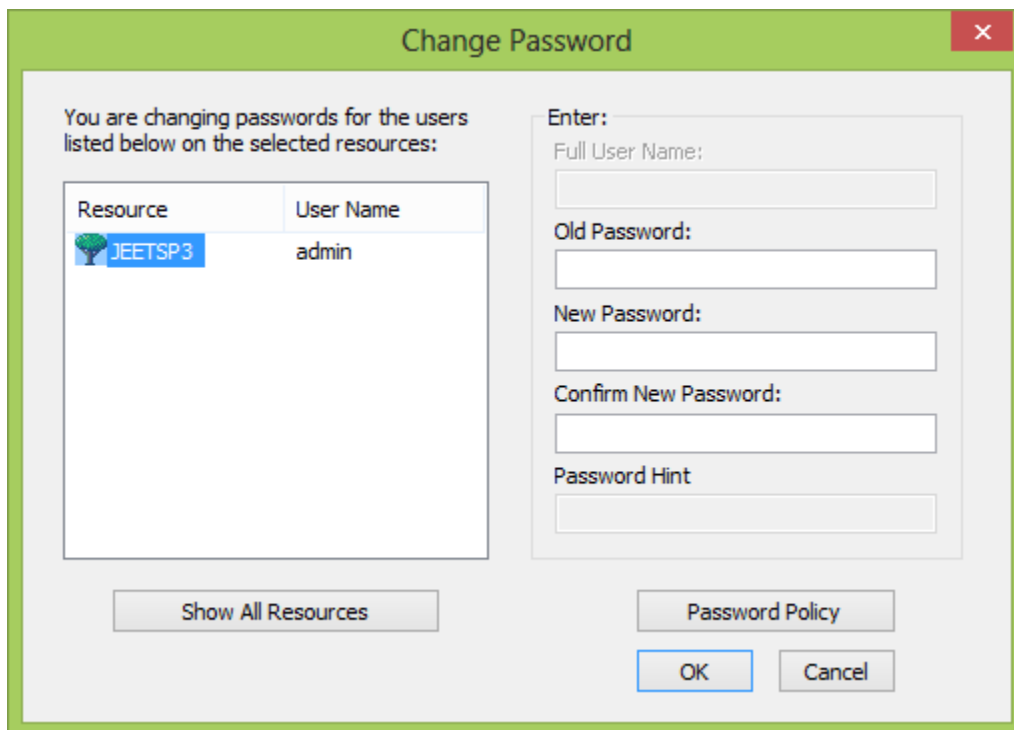 Change Password
You are changing passwords for the users
listed below on the selected resources:
Resource User Name
JEETSP3 admin
Show All Resources
Enter:
Full User Name:
Old Password:
New Password:
Confirm New Password:
Password Hint
Password Policy
OK Cancel